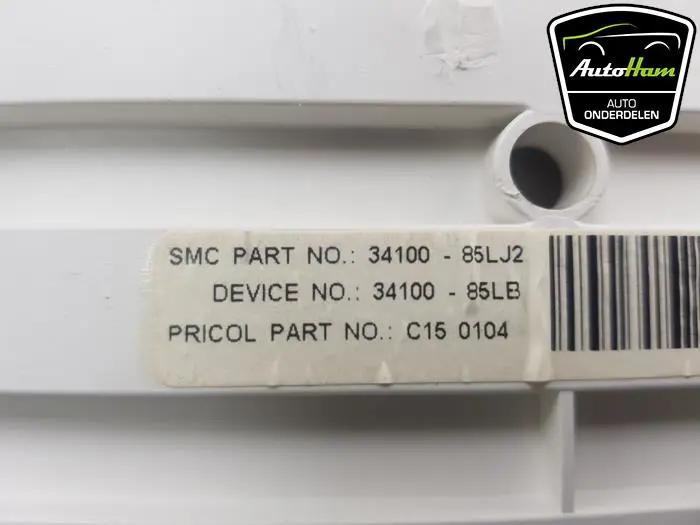 AutoHam
AUTO
ONDERDELEN
SMC PART NO.: 34100 - 85LJ2
DEVICE NO.: 34100 - 85LB
PRICOL PART NO.: C15 0104